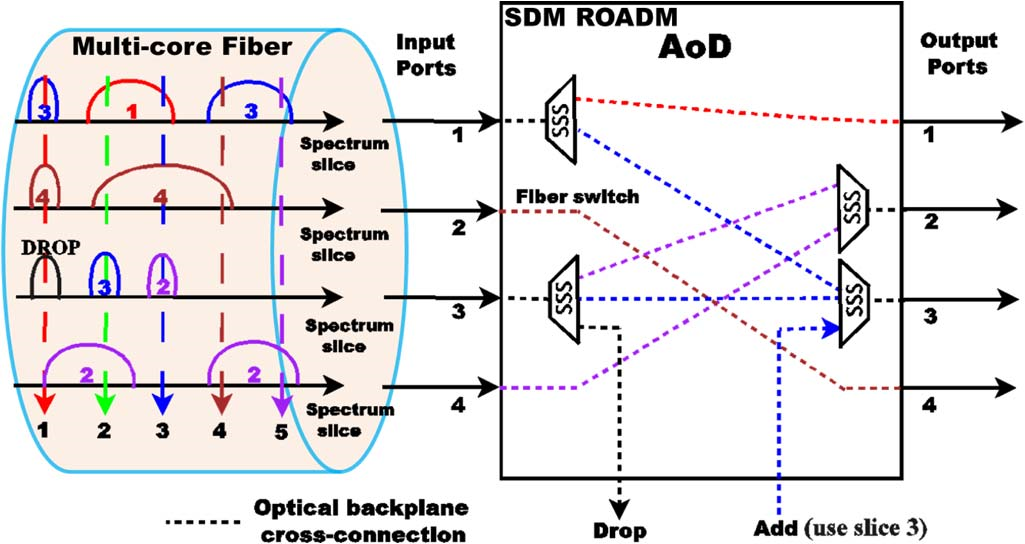 SDM ROADM
AoD
Multi-core Fiber
Input
Ports
Output
Ports
3
1
3
Spectrum
slice
1
SSS
1
4
4
Spectrum
slice
2
Fiber switch
SSS
2
DROP
3
2
Spectrum
slice
3
SSS
SSS
3
2
2
Spectrum
slice
4
4
1
2
3
4
5
Optical backplane
cross-connection
Drop
Add (use slice 3)